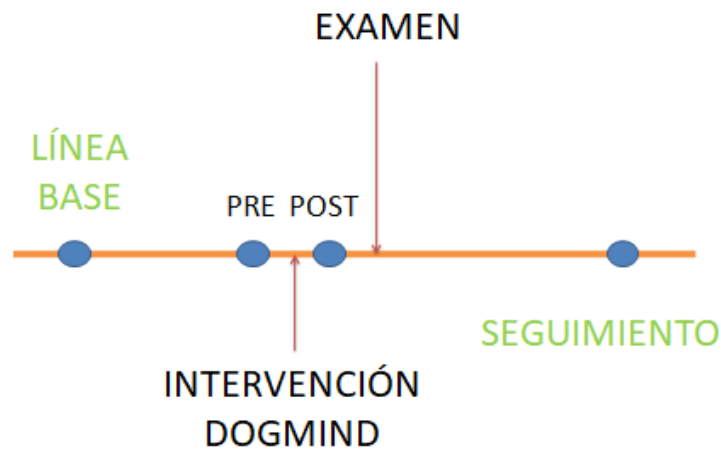 EXAMEN
LÍNEA
BASE
PRE POST
SEGUIMIENTO
INTERVENCIÓN
DOGMIND